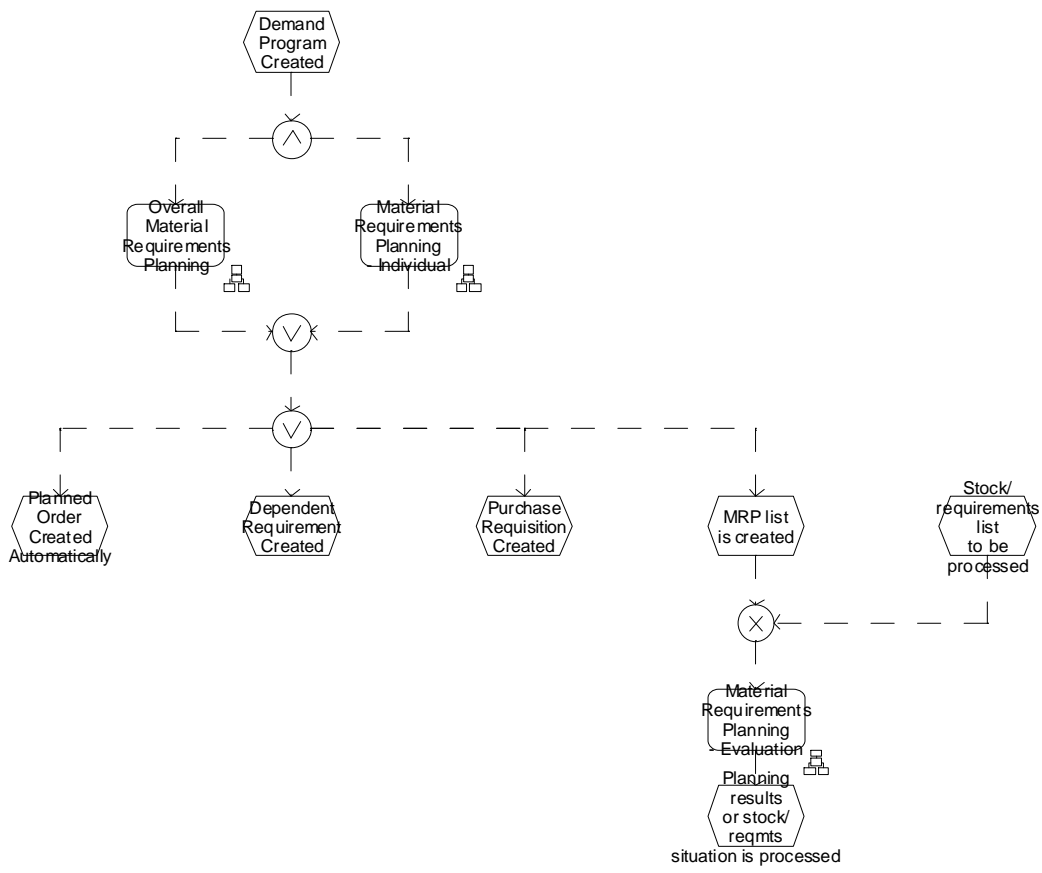 Demand
Program
Created
Overall
Material
Requirements
Planning
Material
Requirements
Planning
- Individual
Planned
Order
Created
Automatically
Dependent
Requirement
Created
Purchase
Requisition
Created
MRP list
is created
Stock/
requirements
list
to be
processed
Material
Requirements
Planning
- Evaluation
Planning
results
or stock/
reqmts
situation is processed